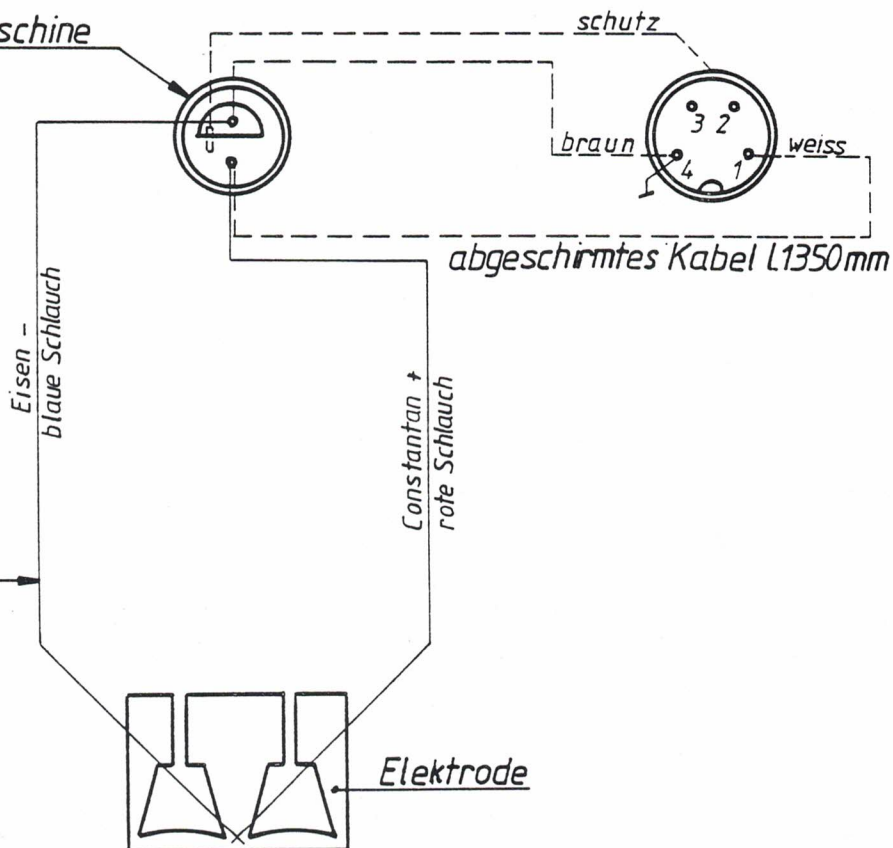 schine
schutz
3 2
braun
4
1
weiss
abgeschirmtes Kabel l1350mm
Eisen -
blaue Schlauch
Constantan +
rote Schlauch
Elektrode